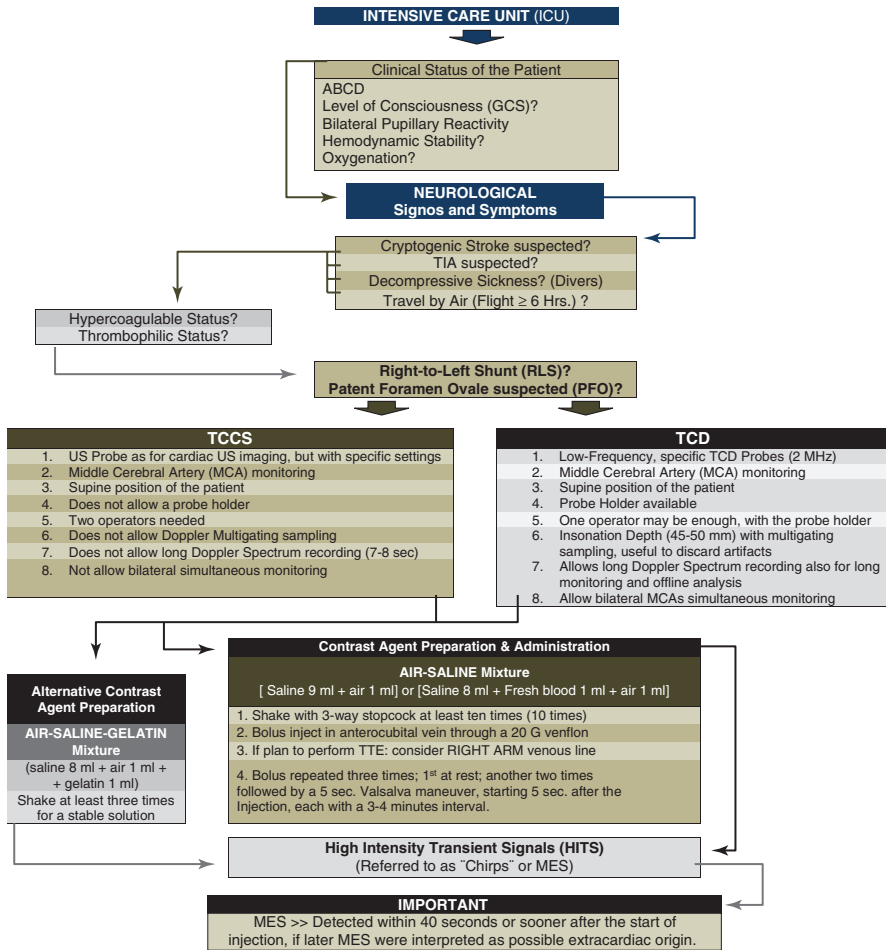 INTENSIVE CARE UNIT (ICU)
Clinical Status of the Patient
ABCD
Level of Consciousness (GCS)?
Bilateral Pupillary Reactivity
Hemodynamic Stability?
Oxygenation?
NEUROLOGICAL
Signos and Symptoms
Cryptogenic Stroke suspected?
TIA suspected?
Decompressive Sickness? (Divers)
Travel by Air (Flight ≥ 6 Hrs.) ?
Hypercoagulable Status?
Thrombophilic Status?
Right-to-Left Shunt (RLS)?
Patent Foramen Ovale suspected (PFO)?
TCCS
1. US Probe as for cardiac US imaging, but with specific settings
2. Middle Cerebral Artery (MCA) monitoring
3. Supine position of the patient
4. Does not allow a probe holder
5. Two operators needed
6. Does not allow Doppler Multigating sampling
7. Does not allow long Doppler Spectrum recording (7-8 sec)
8. Not allow bilateral simultaneous monitoring
TCD
1. Low-Frequency, specific TCD Probes (2 MHz)
2. Middle Cerebral Artery (MCA) monitoring
3. Supine position of the patient
4. Probe Holder available
5. One operator may be enough, with the probe holder
6. Insonation Depth (45-50 mm) with multigating
sampling, useful to discard artifacts
7. Allows long Doppler Spectrum recording also for long
monitoring and offline analysis
8. Allow bilateral MCAs simultaneous monitoring
Alternative Contrast
Agent Preparation
AIR-SALINE-GELATIN
Mixture
(saline 8 ml + air 1 ml +
+ gelatin 1 ml)
Shake at least three times
for a stable solution
Contrast Agent Preparation & Administration
AIR-SALINE Mixture
[ Saline 9 ml + air 1 ml] or [Saline 8 ml + Fresh blood 1 ml + air 1 ml]
1. Shake with 3-way stopcock at least ten times (10 times)
2. Bolus inject in anterocubital vein through a 20 G venflon
3. If plan to perform TTE: consider RIGHT ARM venous line
4. Bolus repeated three times; 1st at rest; another two times
followed by a 5 sec. Valsalva maneuver, starting 5 sec. after the
Injection, each with a 3-4 minutes interval.
High Intensity Transient Signals (HITS)
(Referred to as ¨Chirps¨ or MES)
IMPORTANT
MES >> Detected within 40 seconds or sooner after the start of
injection, if later MES were interpreted as possible extracardiac origin.